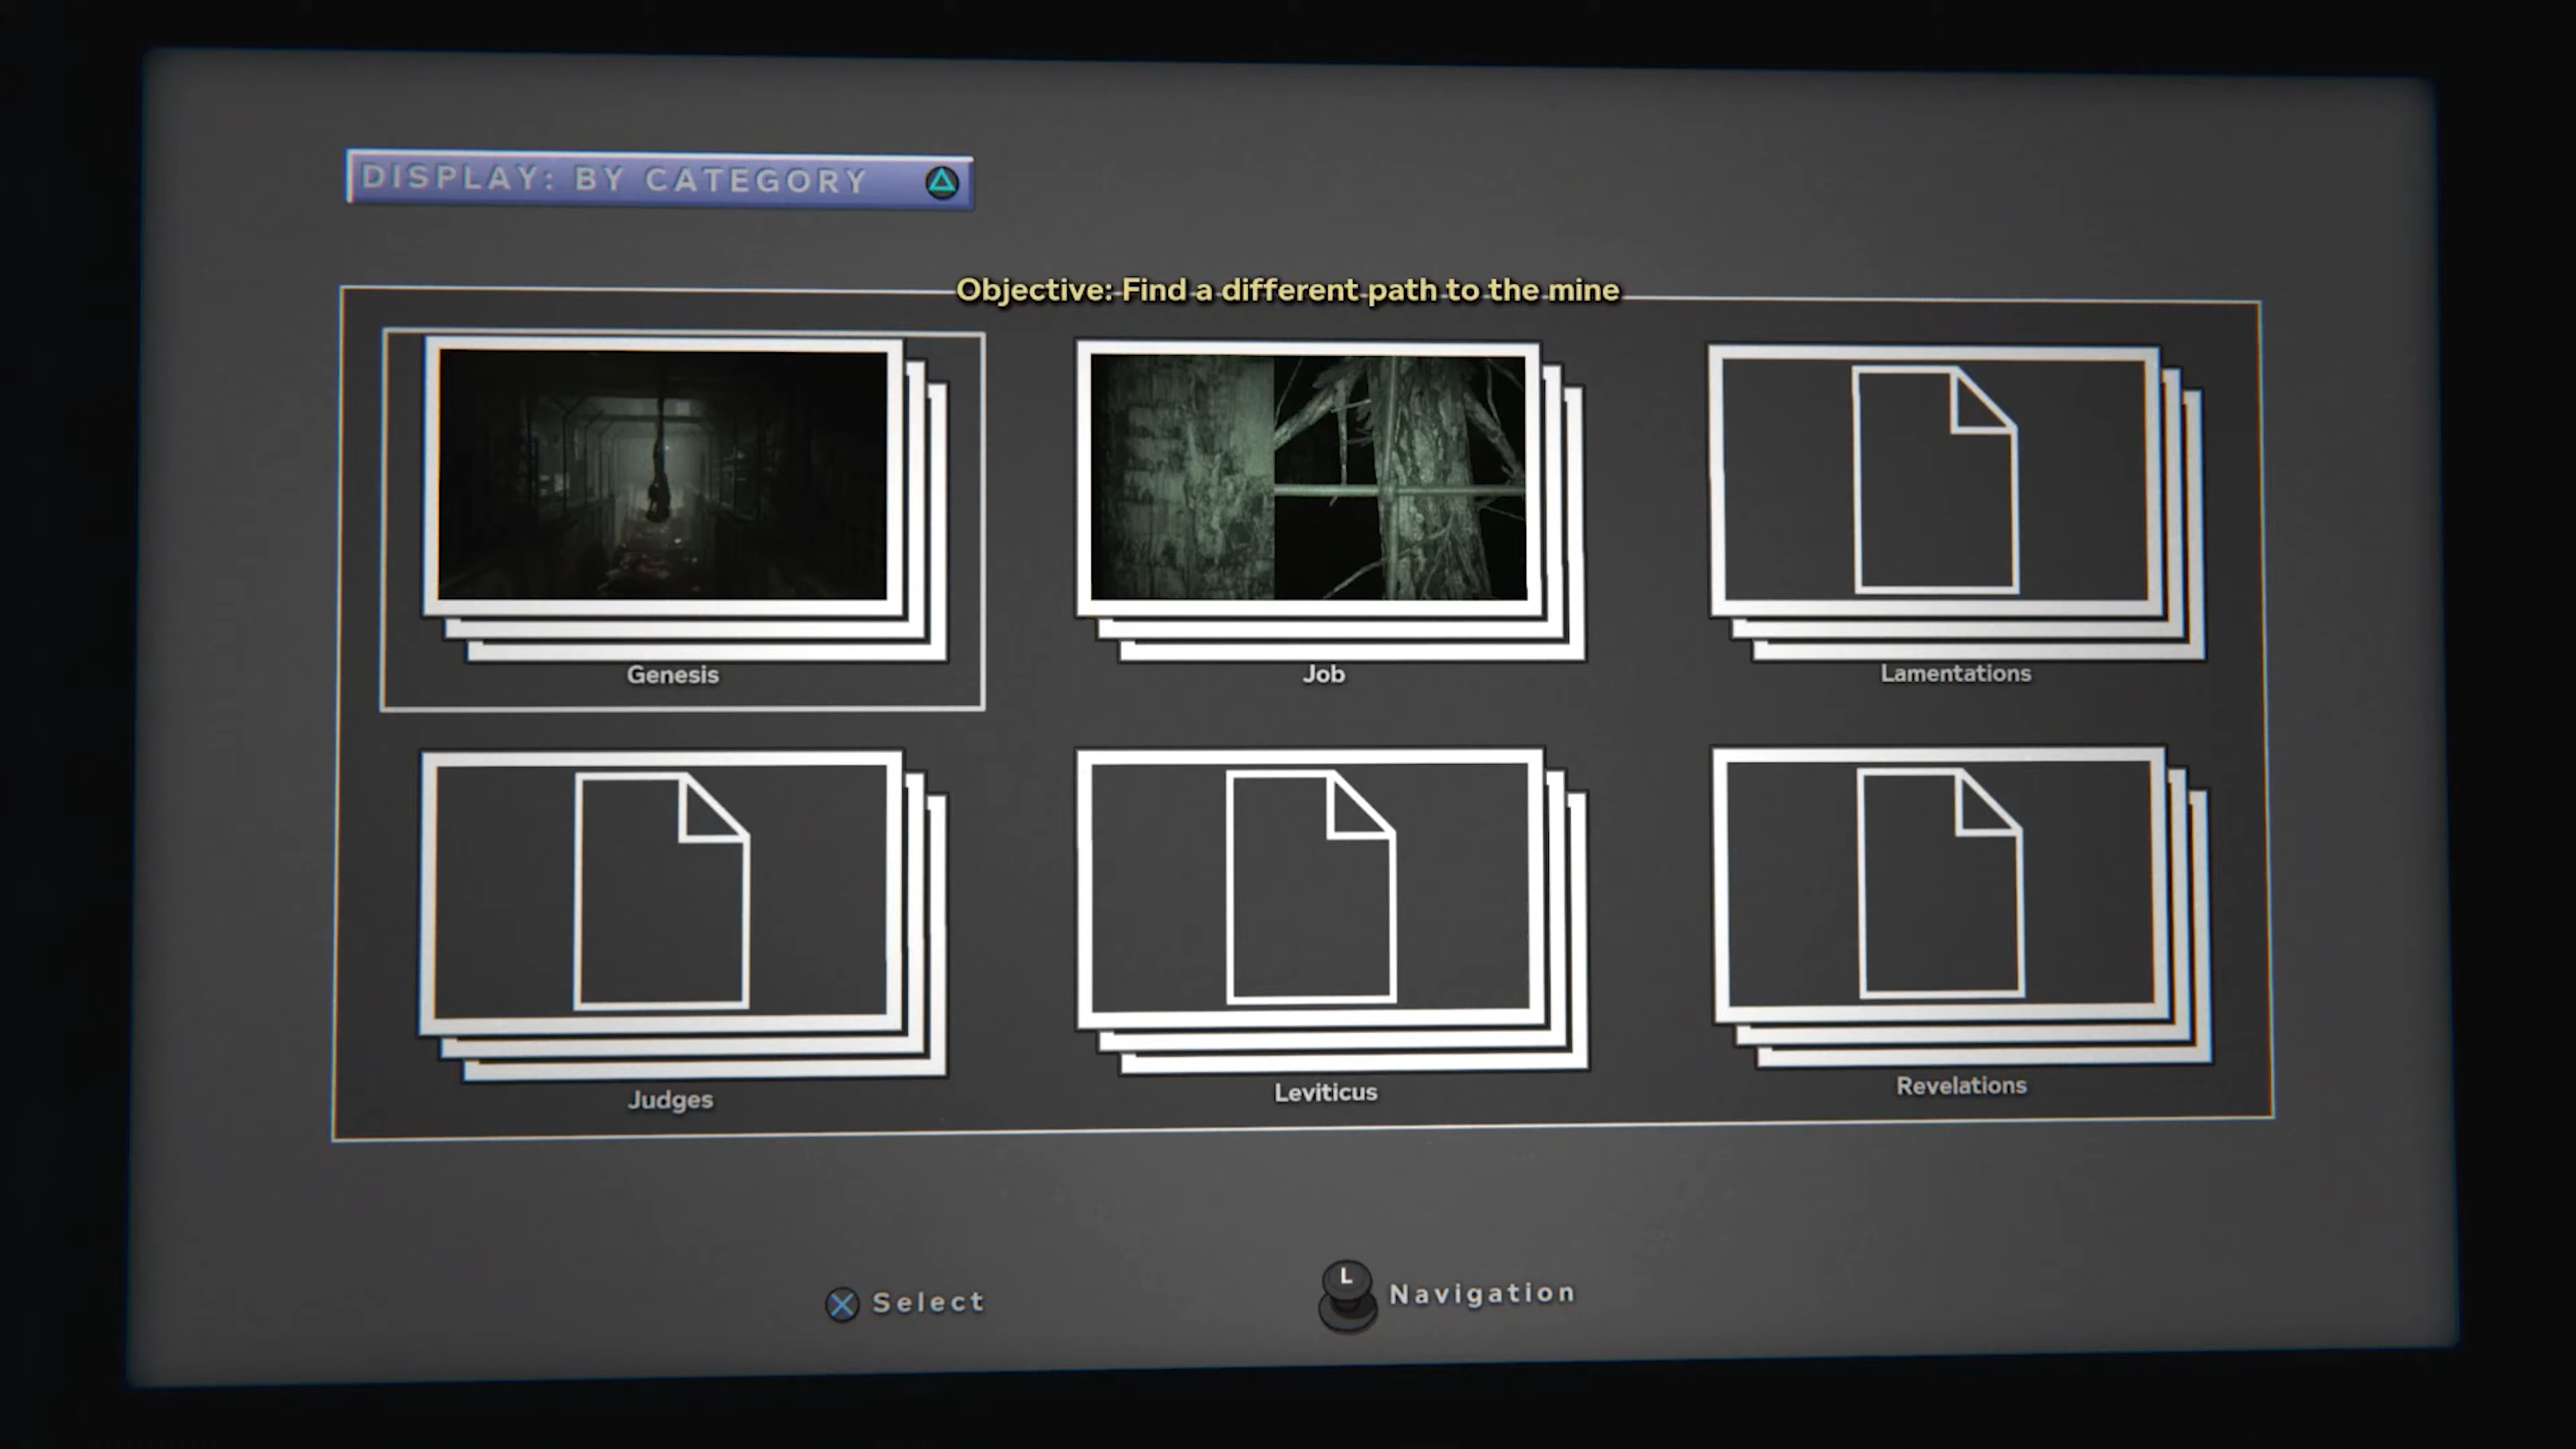 DISPLAY: BY CATEGORY
Objective: Find a different path to the mine
Genesis
Job
Lamentations
Judges
Leviticus
Revelations
Select
L
Navigation